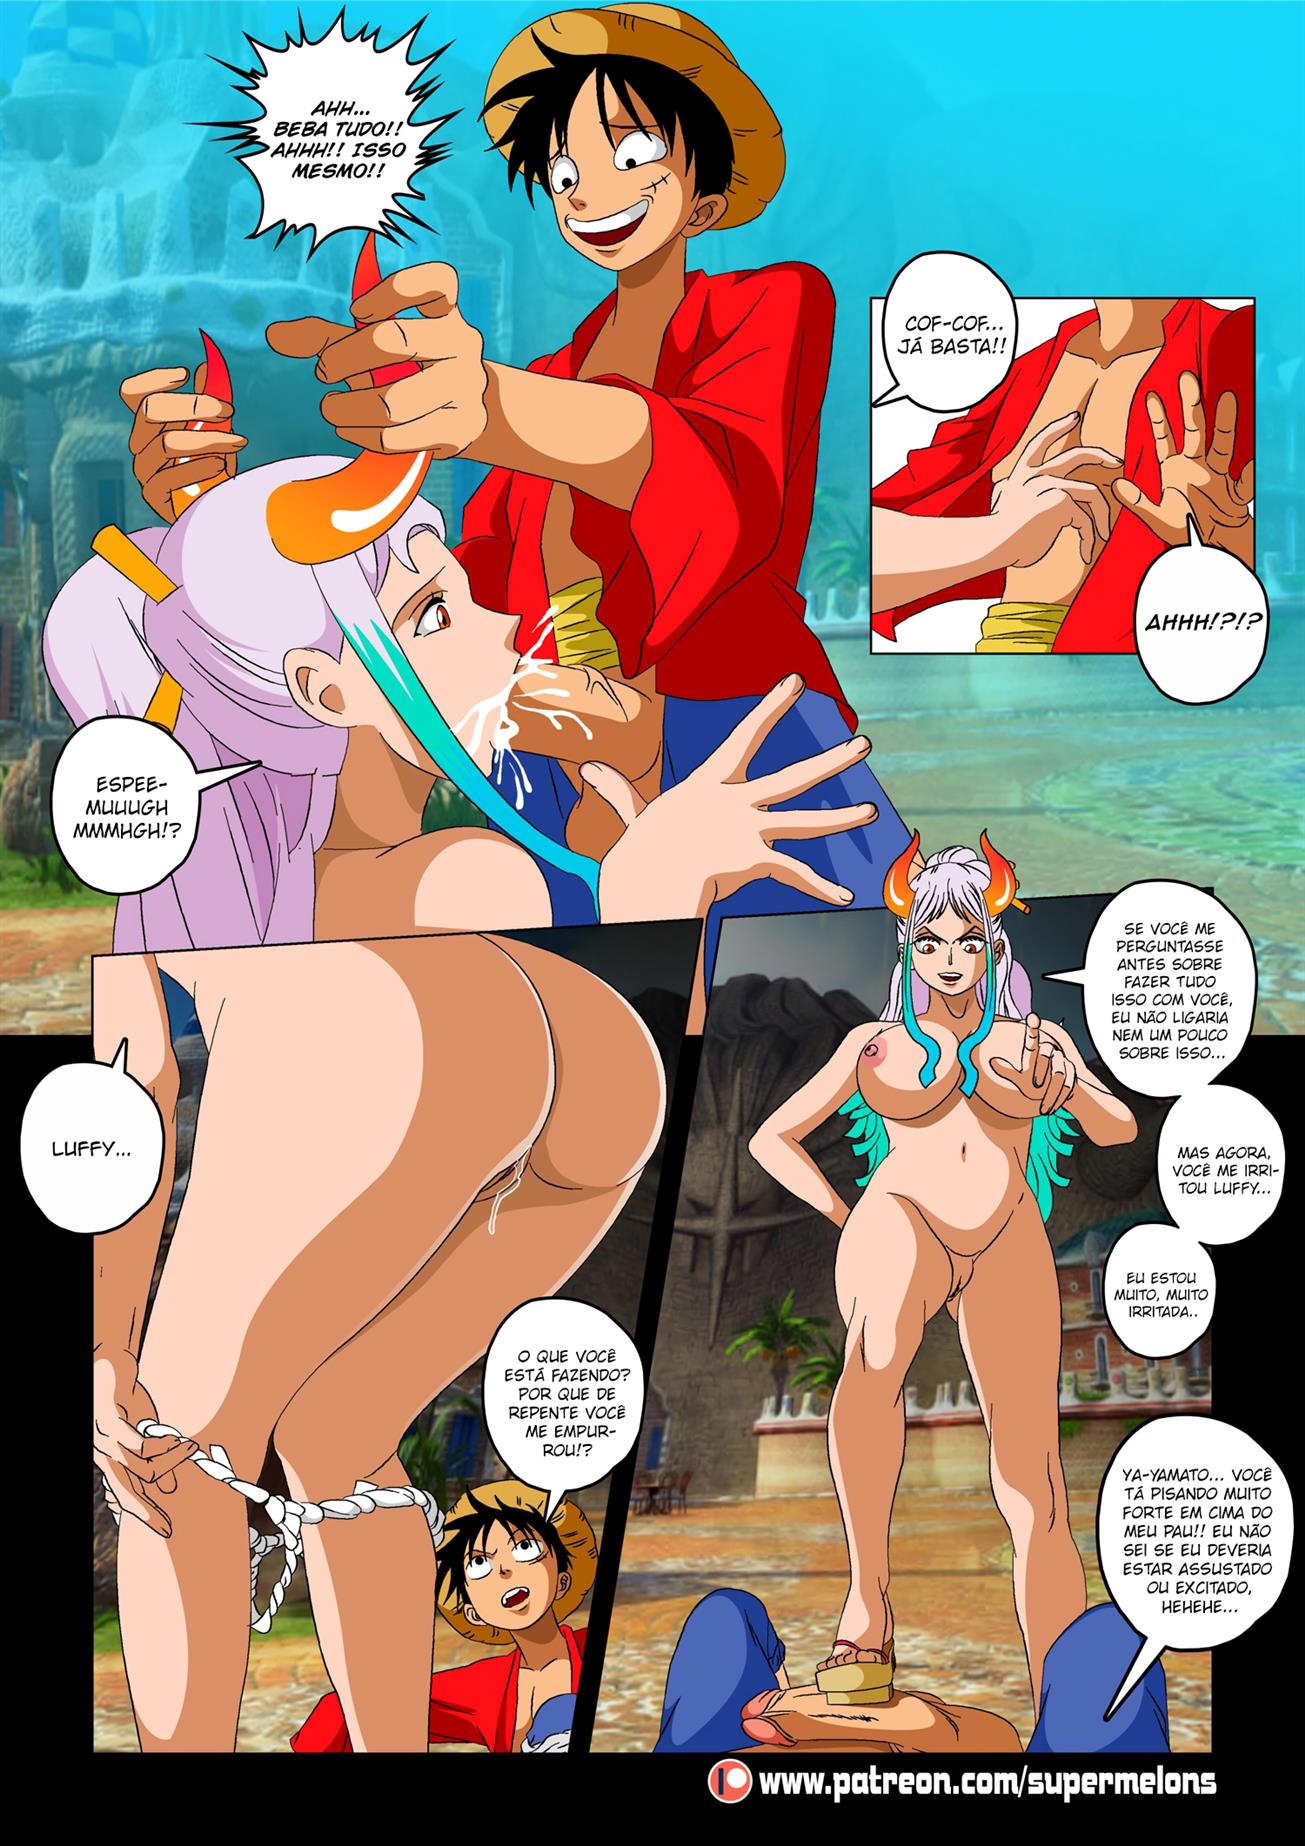 AHH...
BEBA TUDO!!
AHHH!! ISSO
MESMO!!
COF-COF...
JÁ BASTA!!
AHHH!?!?
ESPEE-
MUUUGH
MMMHGH!?
LUFFY...
O QUE VOCÊ
ESTÁ FAZENDO?
POR QUE DE
REPENTE VOCÊ
ME EMPUR-
ROU!?
SE VOCÊ ME
PERGUNTASSE
ANTES SOBRE
FAZER TUDO
ISSO COM VOCÊ,
EU NÃO LIGARIA
NEM UM POUCO
SOBRE ISSO...
MAS AGORA,
VOCÊ ME IRRI-
TOU LUFFY...
EU ESTOU
MUITO, MUITO
IRRITADA..
YA-YAMATO... VOCÊ
TÁ PISANDO MUITO
FORTE EM CIMA DO
MEU PAU!! EU NÃO
SEI SE EU DEVERIA
ESTAR ASSUSTADO
OU EXCITADO,
HEHEHE...
www.patreon.com/supermelons